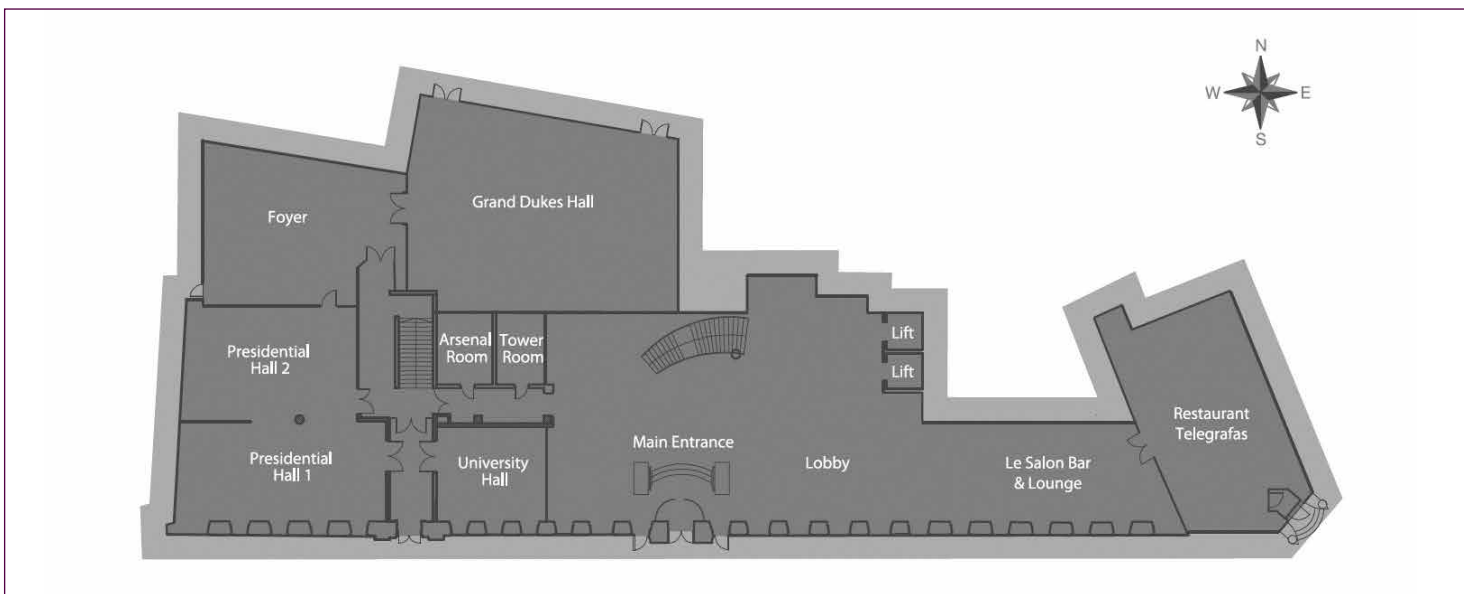 N
W
E
S
Grand Dukes Hall
Foyer
Arsenal
Room
Tower
Room
Lift
Lift
Presidential
Hall 2
Presidential
Hall 1
University
Hall
Main Entrance
Lobby
Le Salon Bar
& Lounge
Restaurant
Telegrafas